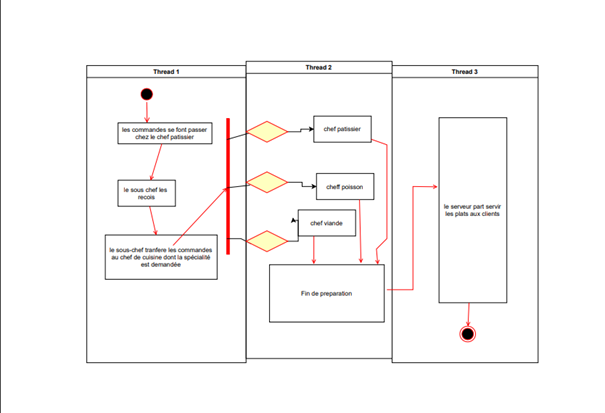 Thread 1
Thread 2
Thread 3
les commandes se font passer
chez le chef patissier
le sous chef les
recois
le sous-chef tranfere les commandes
au chef de cuisine dont la spécialité
est demandée
chef patissier
cheff poisson
chef viande
Fin de preparation
le serveur part servir
les plats aux clients